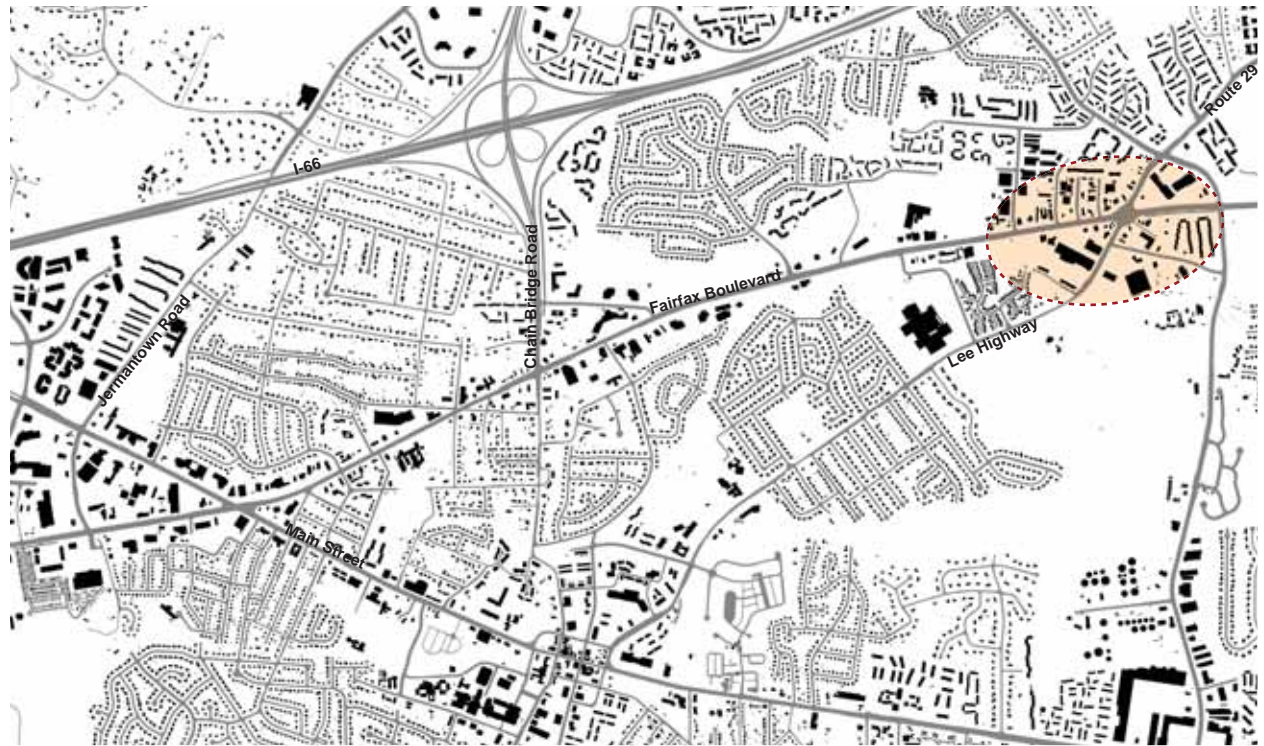 Route 29
I-66
Chain Bridge Road
Fairfax Boulevard
Jermantown Road
Lee Highway
Main Street